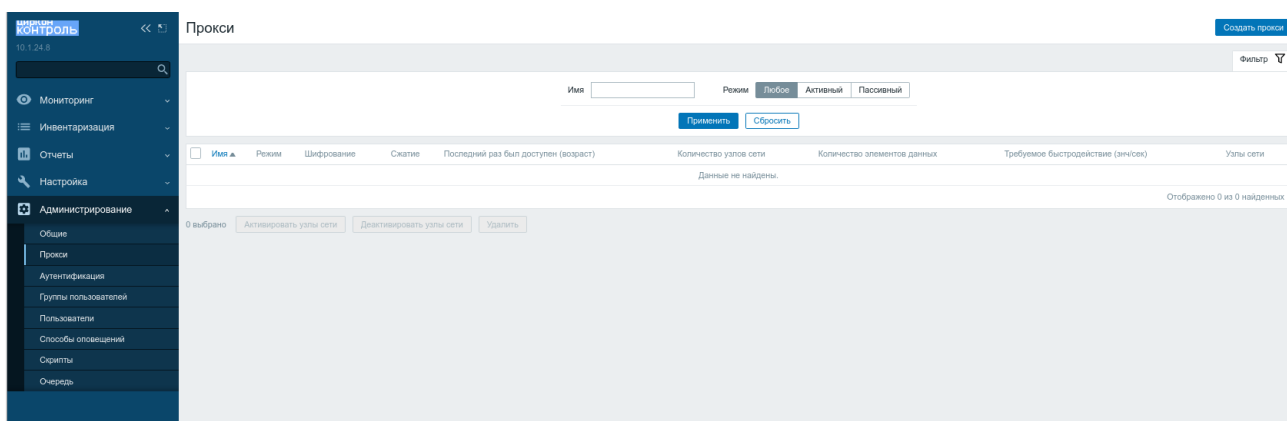 циркон
контроль
10.1.24.8
Мониторинг
Инвентаризация
Отчеты
Настройка
Администрирование
Общие
Прокси
Аутентификация
Группы пользователей
Пользователи
Способы оповещений
Скрипты
Очередь
Прокси
Создать прокси
Фильтр
Имя Режим Любое Активный Пассивный
Применить Сбросить
Имя Режим Шифрование Сжатие Последний раз был доступен (возраст) Количество узлов сети Количество элементов данных Требуемое быстродействие (знч/сек) Узлы сети
Данные не найдены.
Отображено 0 из 0 найденных
0 выбрано Активировать узлы сети Деактивировать узлы сети Удалить